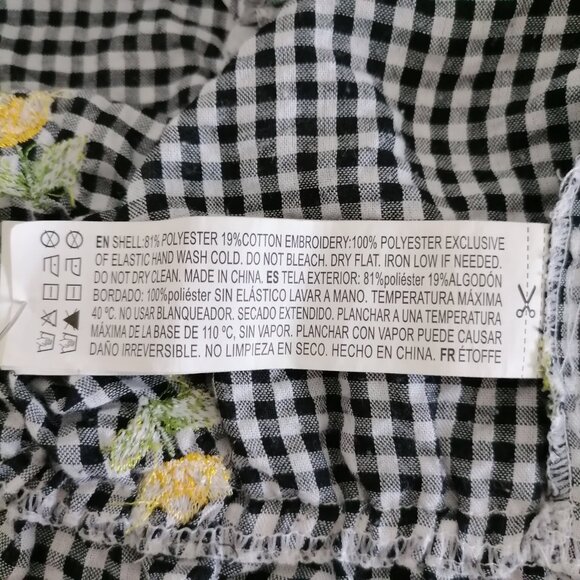 EN SHELL:81% POLYESTER 19%COTTON EMBROIDERY:100% POLYESTER EXCLUSIVE
OF ELASTIC HAND WASH COLD. DO NOT BLEACH. DRY FLAT. IRON LOW IF NEEDED.
DO NOT DRY CLEAN. MADE IN CHINA. ES TELA EXTERIOR: 81%poliéster 19%ALGODÓN
BORDADO: 100%poliéster SIN ELÁSTICO LAVAR A MANO. TEMPERATURA MÁXIMA
40 ºC. NO USAR BLANQUEADOR. SECADO EXTENDIDO. PLANCHAR A UNA TEMPERATURA
MÁXIMA DE LA BASE DE 110 ºC, SIN VAPOR. PLANCHAR CON VAPOR PUEDE CAUSAR
DAÑO IRREVERSIBLE. NO LIMPIEZA EN SECO. HECHO EN CHINA. FR ÉTOFFE